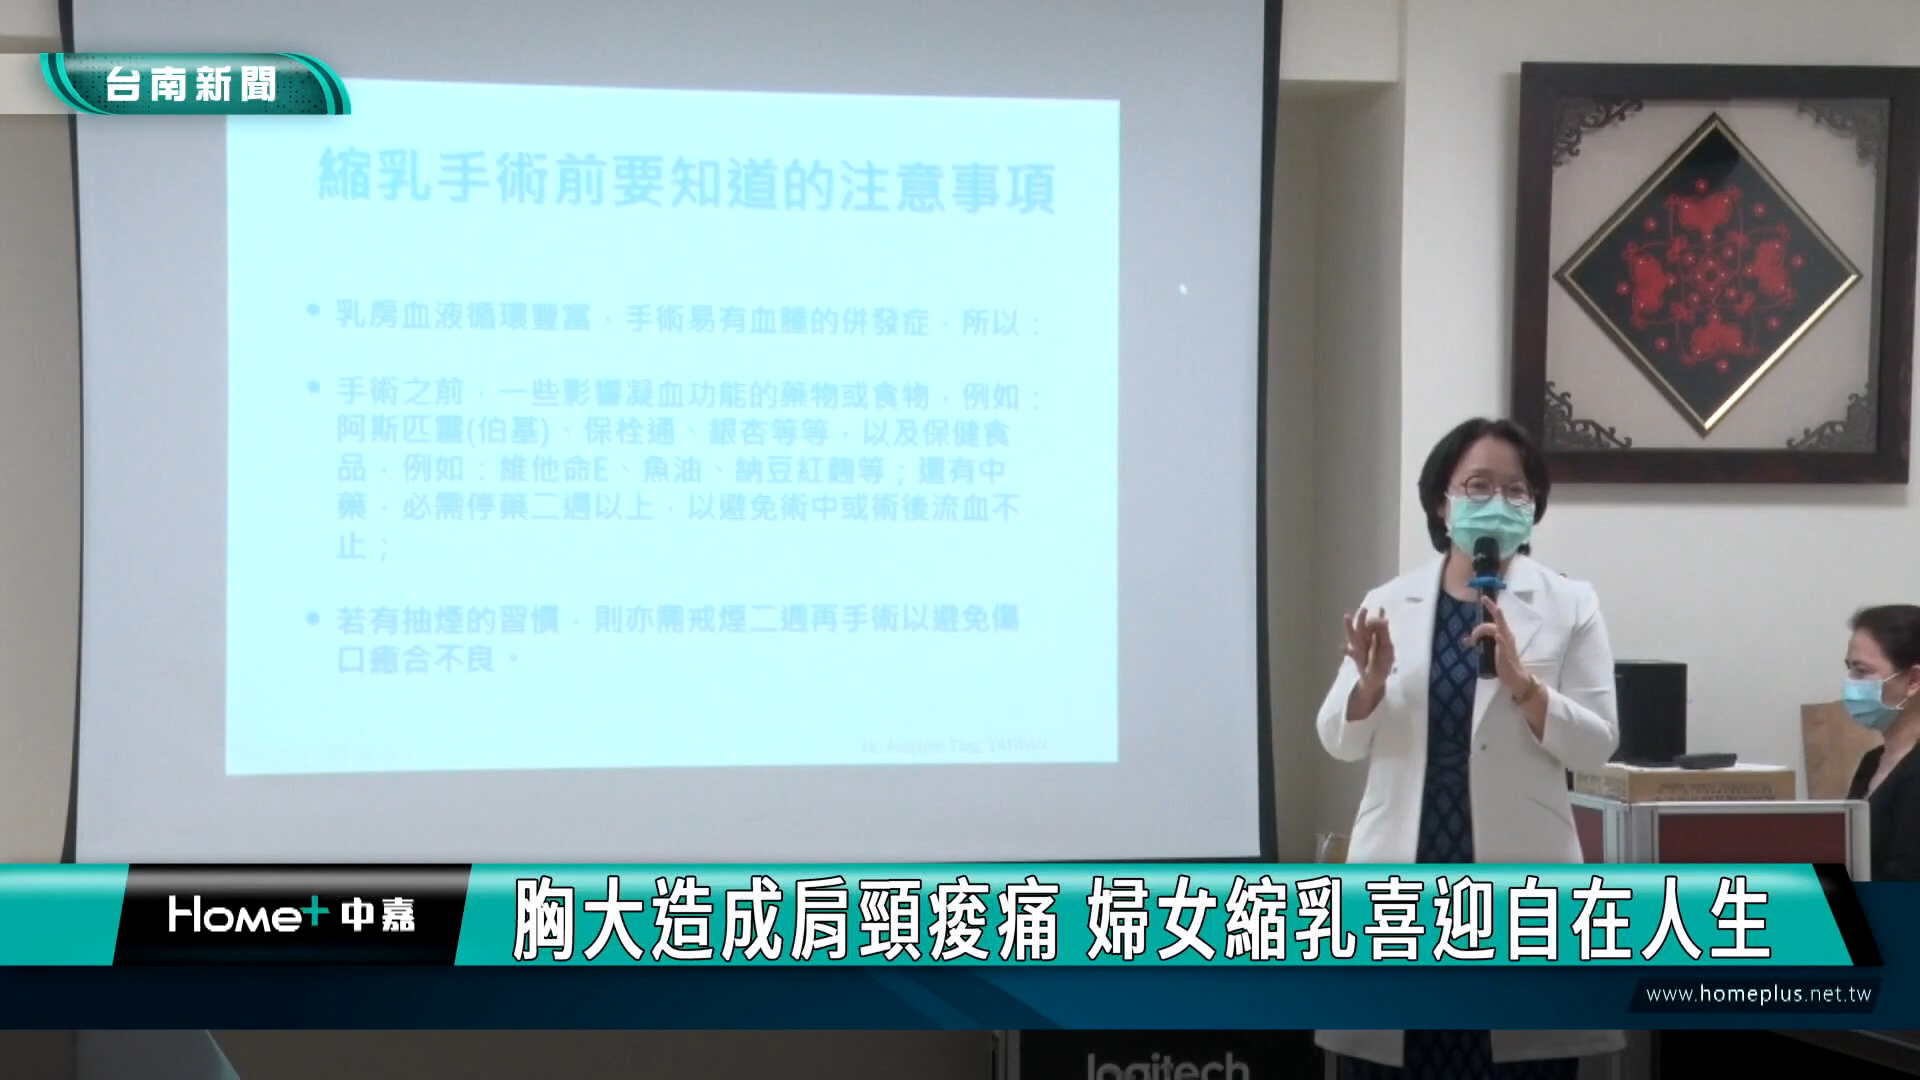 台南新聞
縮乳手術前要知道的注意事項
• 乳房血液循環豐富，手術易有血腫的併發症，所以：
• 手術之前，一些影響凝血功能的藥物或食物，例如：
阿斯匹靈(伯基)、保栓通、銀杏等等，以及保健食
品，例如：維他命E、魚油、納豆紅麴等；還有中
藥，必需停藥二週以上，以避免術中或術後流血不
止；
• 若有抽煙的習慣，則亦需戒煙二週再手術以避免傷
口癒合不良。
Dr. Josephine Tang, TAIWAN
Home+ 中嘉
胸大造成肩頸痠痛 婦女縮乳喜迎自在人生
www.homeplus.net.tw
logitech